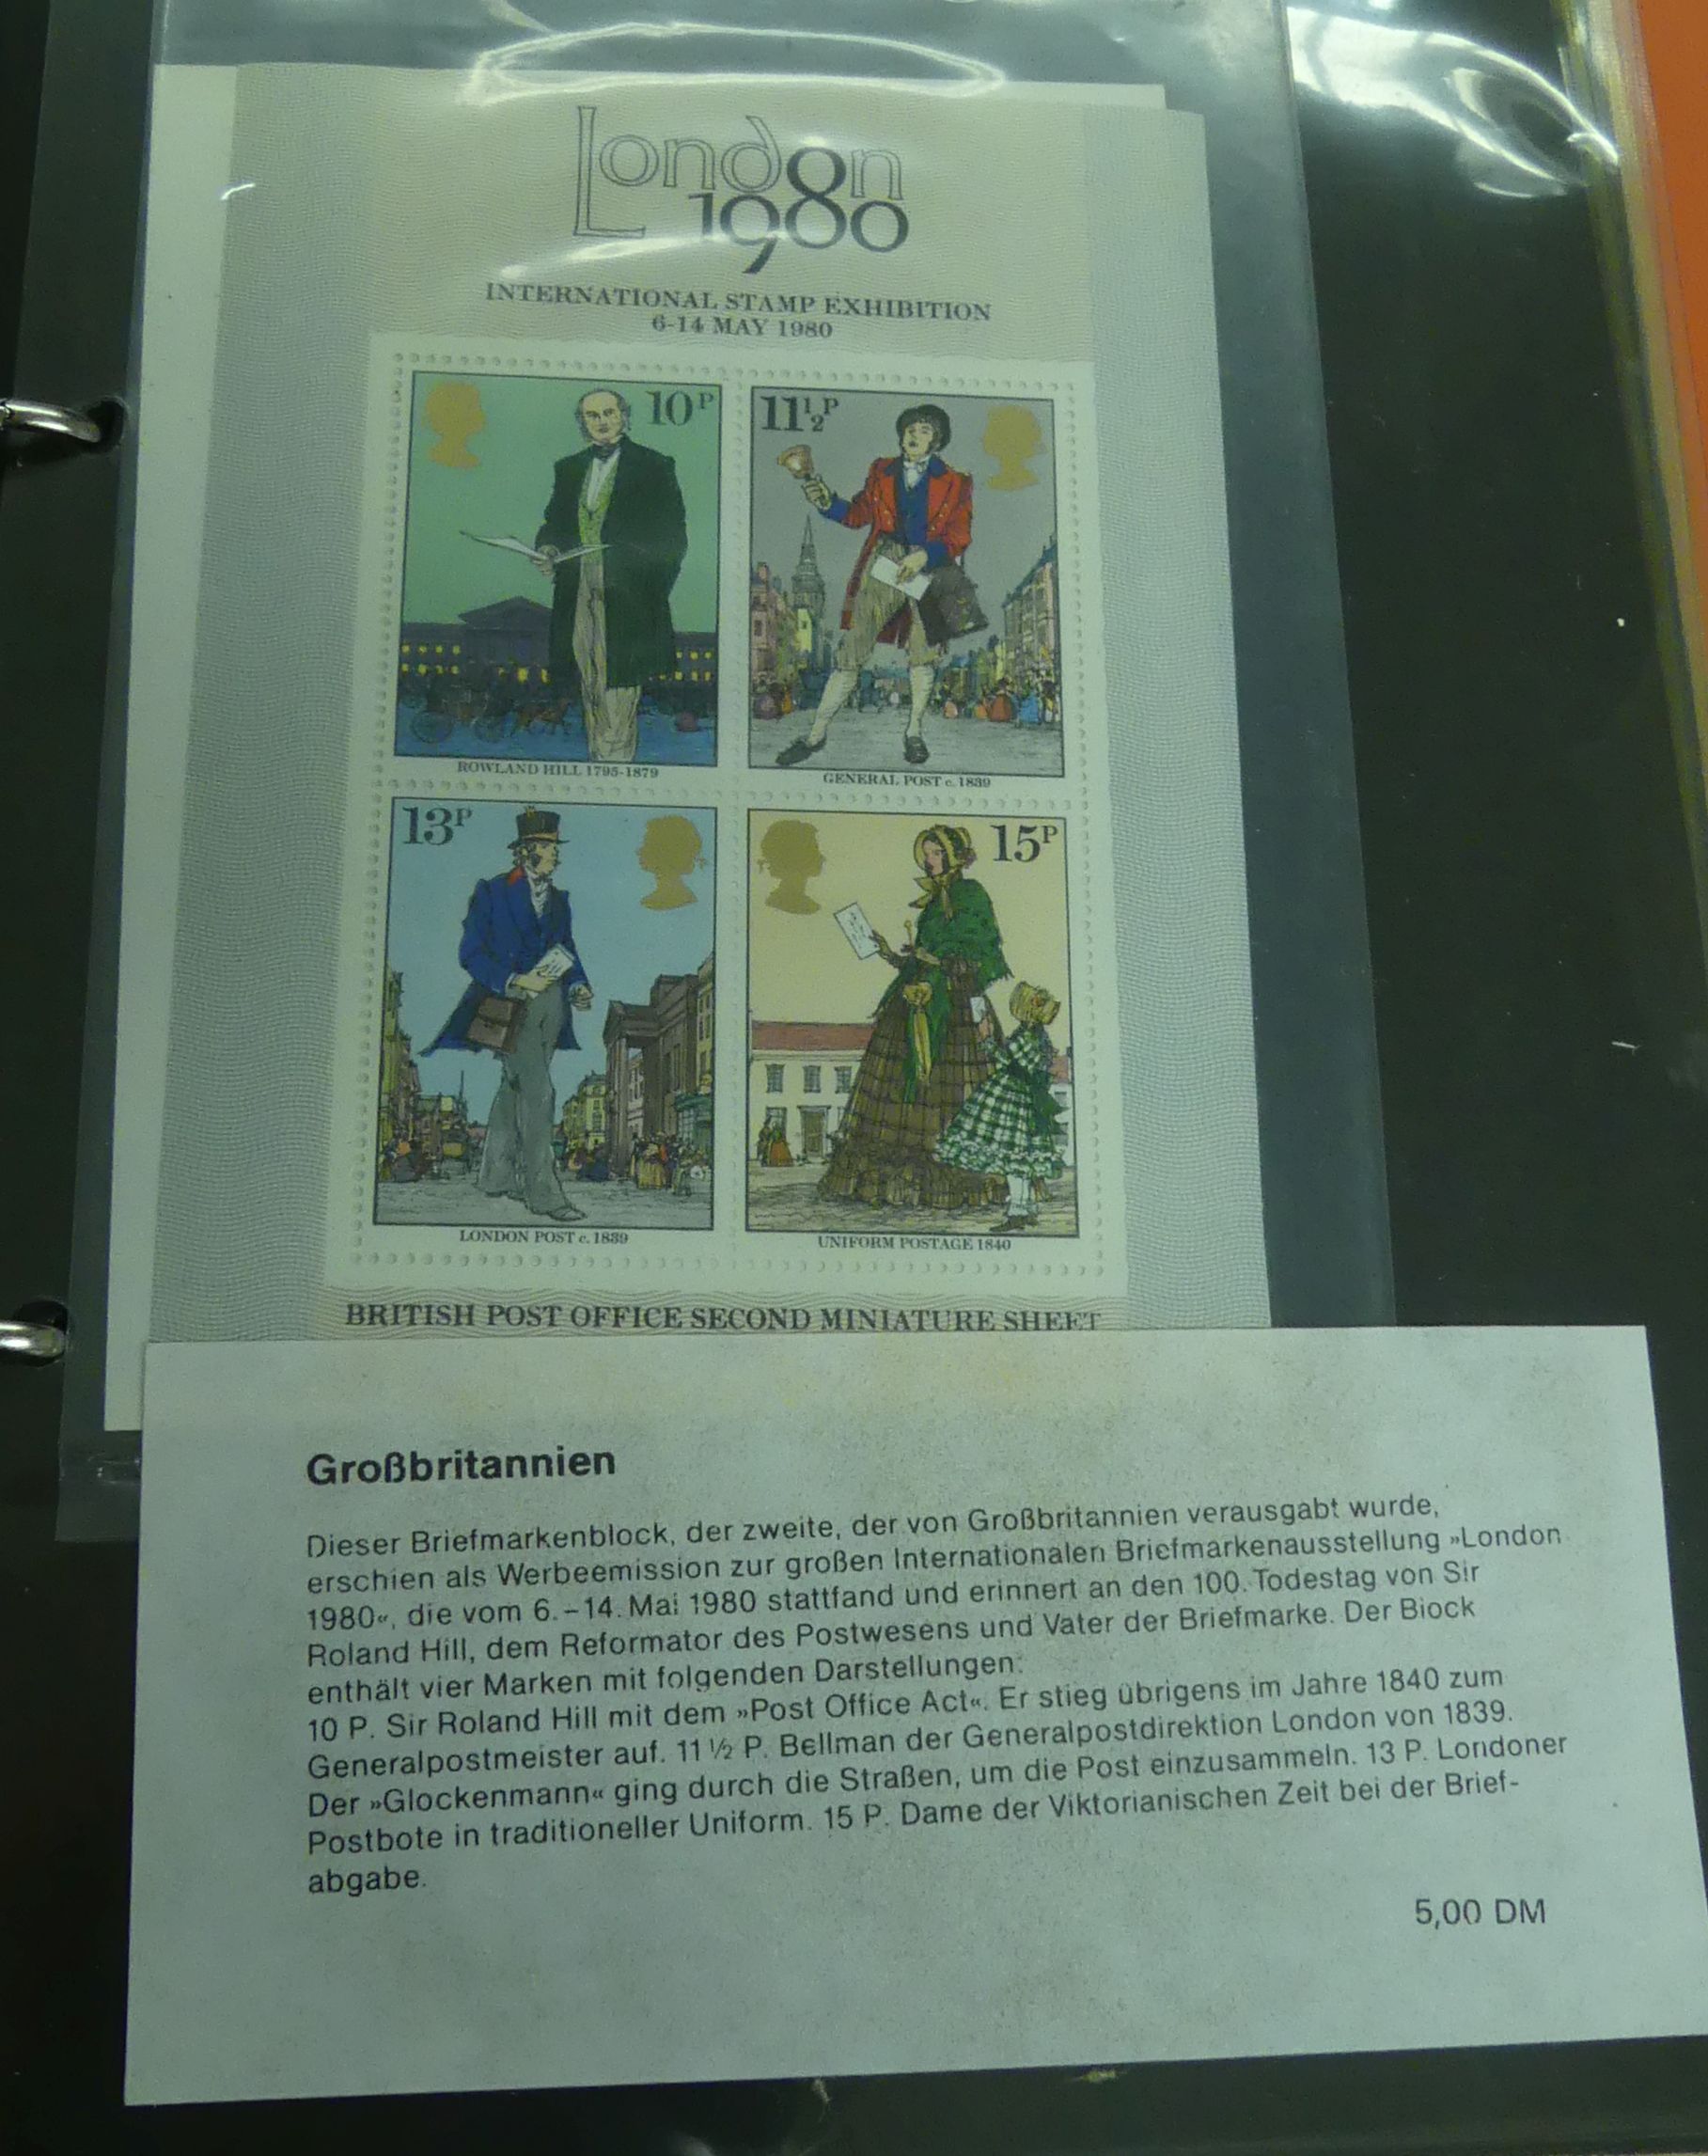 London
1980
INTERNATIONAL STAMP EXHIBITION
6-14 MAY 1980
10P
11½P
ROWLAND HILL 1795-1879
GENERAL POST c. 1839
13P
15P
LONDON POST c. 1839
UNIFORM POSTAGE 1840
BRITISH POST OFFICE SECOND MINIATURE SHEET
Großbritannien
Dieser Briefmarkenblock, der zweite, der von Großbritannien verausgabt wurde,
erschien als Werbeemission zur großen Internationalen Briefmarkenausstellung »London
1980«, die vom 6.–14. Mai 1980 stattfand und erinnert an den 100. Todestag von Sir
Roland Hill, dem Reformator des Postwesens und Vater der Briefmarke. Der Block
enthält vier Marken mit folgenden Darstellungen:
10 P. Sir Roland Hill mit dem »Post Office Act«. Er stieg übrigens im Jahre 1840 zum
Generalpostmeister auf. 11 ½ P. Bellman der Generalpostdirektion London von 1839.
Der »Glockenmann« ging durch die Straßen, um die Post einzusammeln. 13 P. Londoner
Postbote in traditioneller Uniform. 15 P. Dame der Viktorianischen Zeit bei der Brief-
abgabe.
5,00 DM